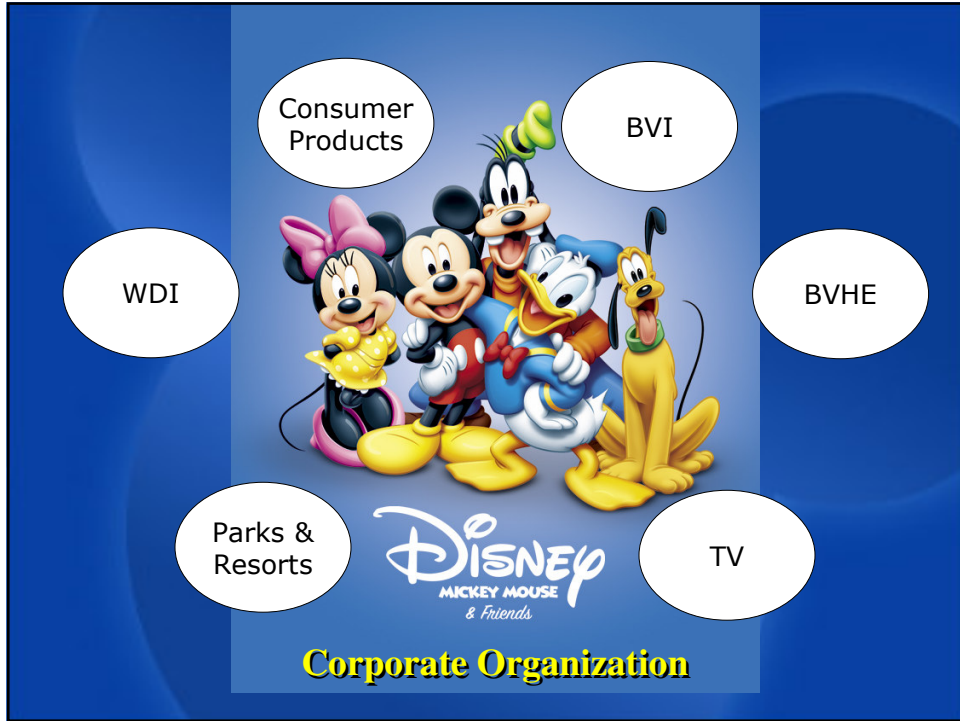 Consumer
Products
BVI
WDI
BVHE
Parks &
Resorts
TV
Disney
MICKEY MOUSE
& Friends
Corporate Organization